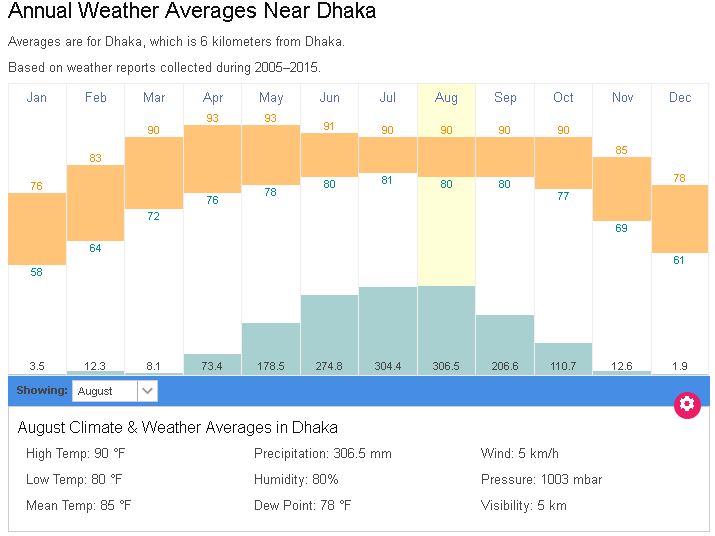 Annual Weather Averages Near Dhaka
Averages are for Dhaka, which is 6 kilometers from Dhaka.
Based on weather reports collected during 2005–2015.
Jan Feb Mar Apr May Jun Jul Aug Sep Oct Nov Dec
76 83 90 93 93 91 90 90 90 90 85 78
58 64 72 76 78 80 81 80 80 77 69 61
3.5 12.3 8.1 73.4 178.5 274.8 304.4 306.5 206.6 110.7 12.6 1.9
Showing: August
August Climate & Weather Averages in Dhaka
High Temp: 90 °F Precipitation: 306.5 mm Wind: 5 km/h
Low Temp: 80 °F Humidity: 80% Pressure: 1003 mbar
Mean Temp: 85 °F Dew Point: 78 °F Visibility: 5 km